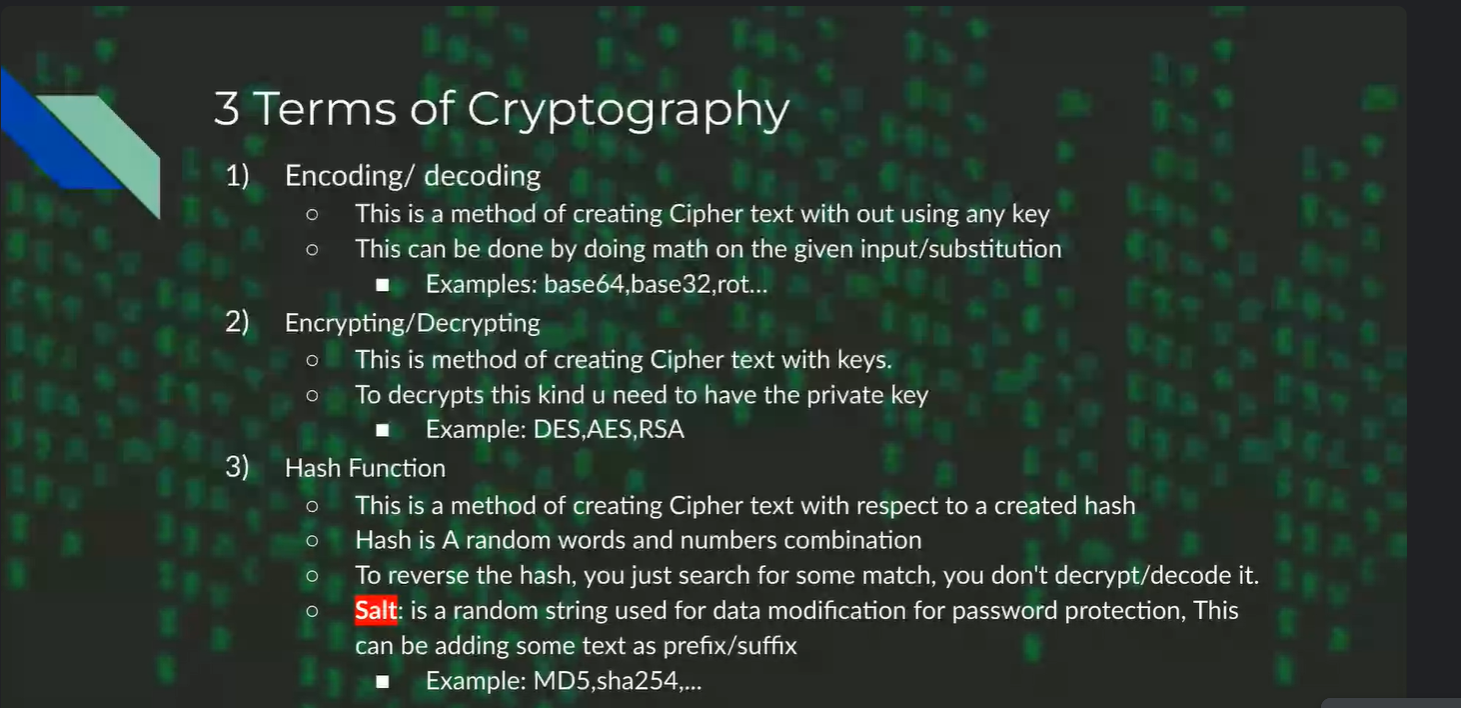 3 Terms of Cryptography
1) Encoding/ decoding
○ This is a method of creating Cipher text with out using any key
○ This can be done by doing math on the given input/substitution
■ Examples: base64,base32,rot...
2) Encrypting/Decrypting
○ This is method of creating Cipher text with keys.
○ To decrypts this kind u need to have the private key
■ Example: DES,AES,RSA
3) Hash Function
○ This is a method of creating Cipher text with respect to a created hash
○ Hash is A random words and numbers combination
○ To reverse the hash, you just search for some match, you don't decrypt/decode it.
○ Salt: is a random string used for data modification for password protection, This
can be adding some text as prefix/suffix
■ Example: MD5,sha254,...